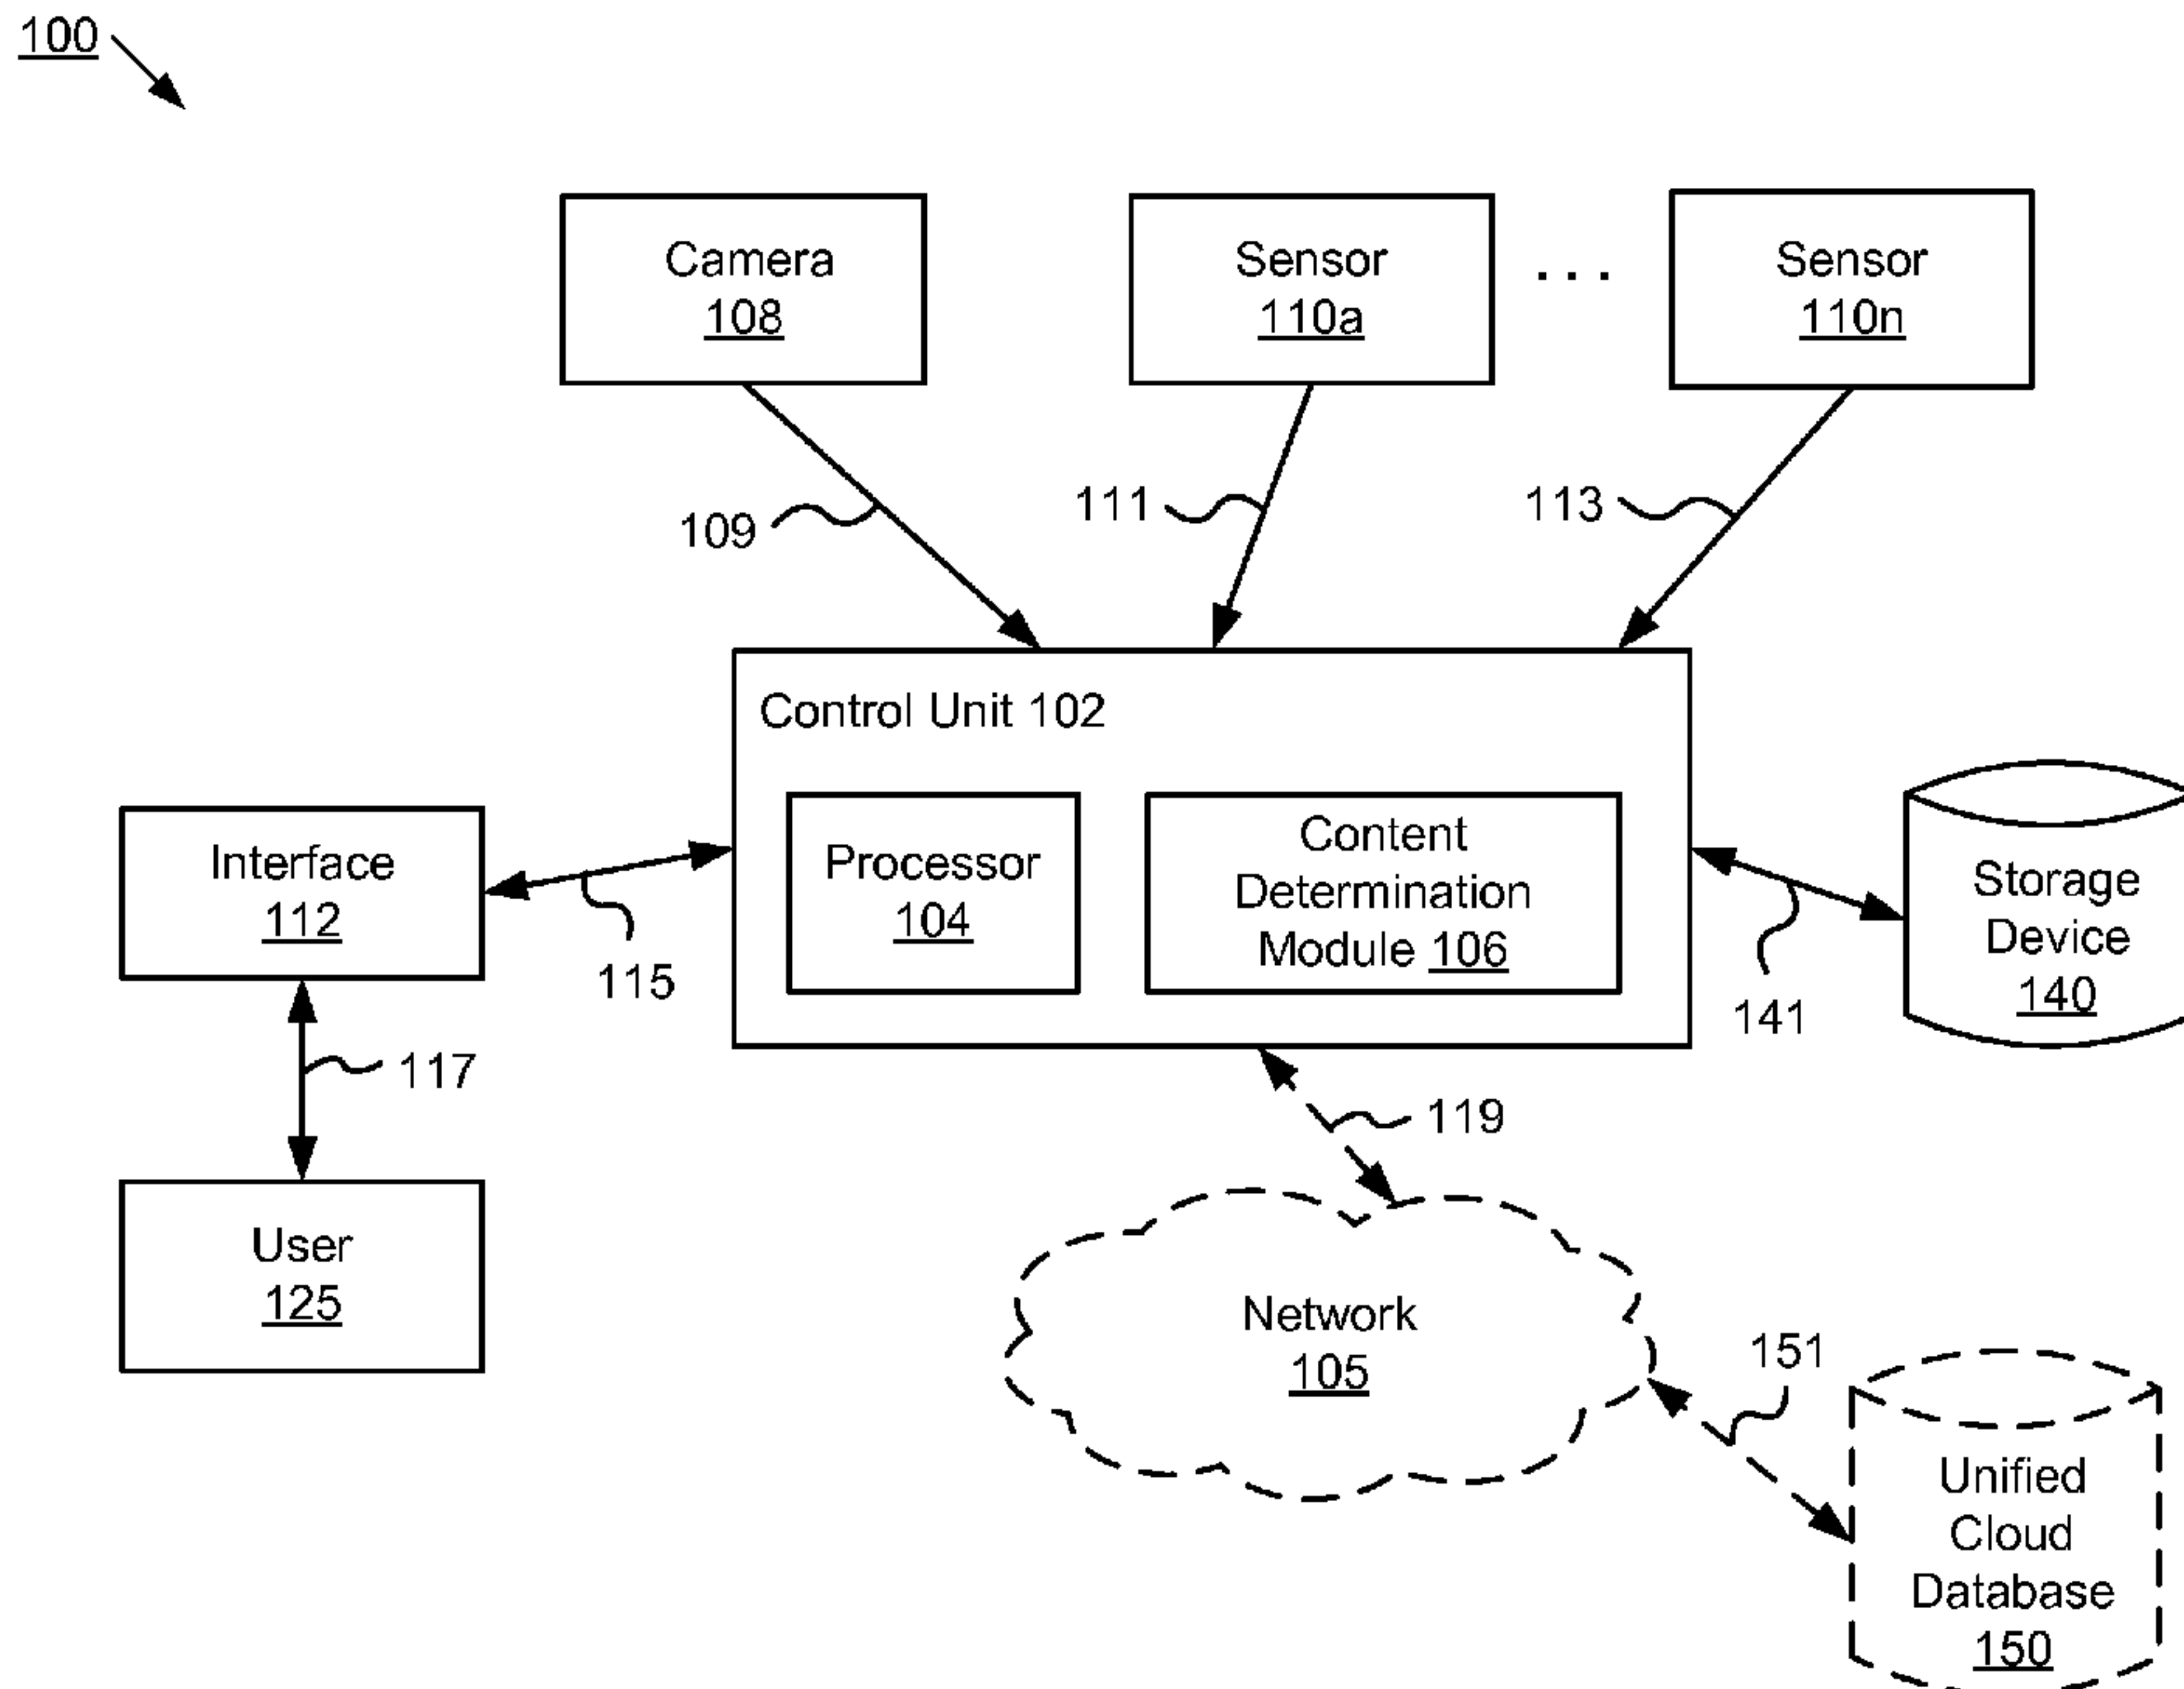 100
Camera
108
Sensor
110a
. . .
Sensor
110n
109
111
113
Control Unit 102
Interface
112
Processor
104
Content
Determination
Module 106
Storage
Device
140
115
141
117
119
User
125
Network
105
151
Unified
Cloud
Database
150